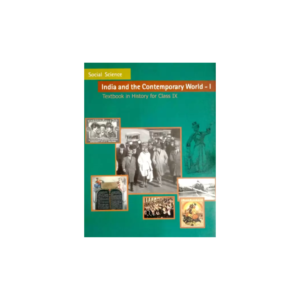 Social Science
India and the Contemporary World – I
Textbook in History for Class IX